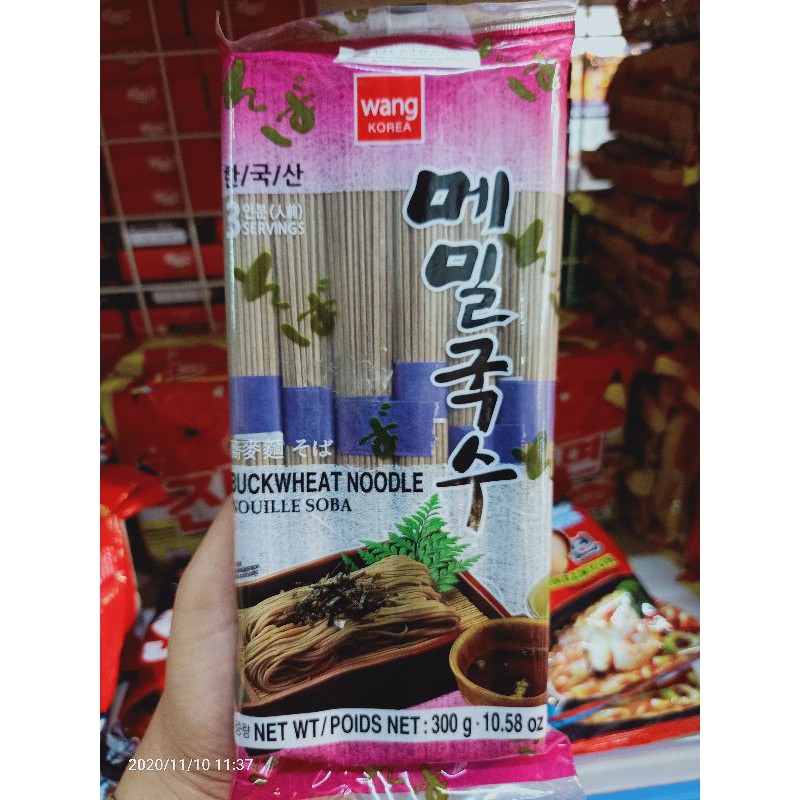 wang
KOREA
한/국/산
3 인분(人前)
SERVINGS
메밀국수
蕎麥麵 そば
BUCKWHEAT NOODLE
NOUILLE SOBA
NET WT/POIDS NET : 300 g · 10.58 oz
2020/11/10 11:37